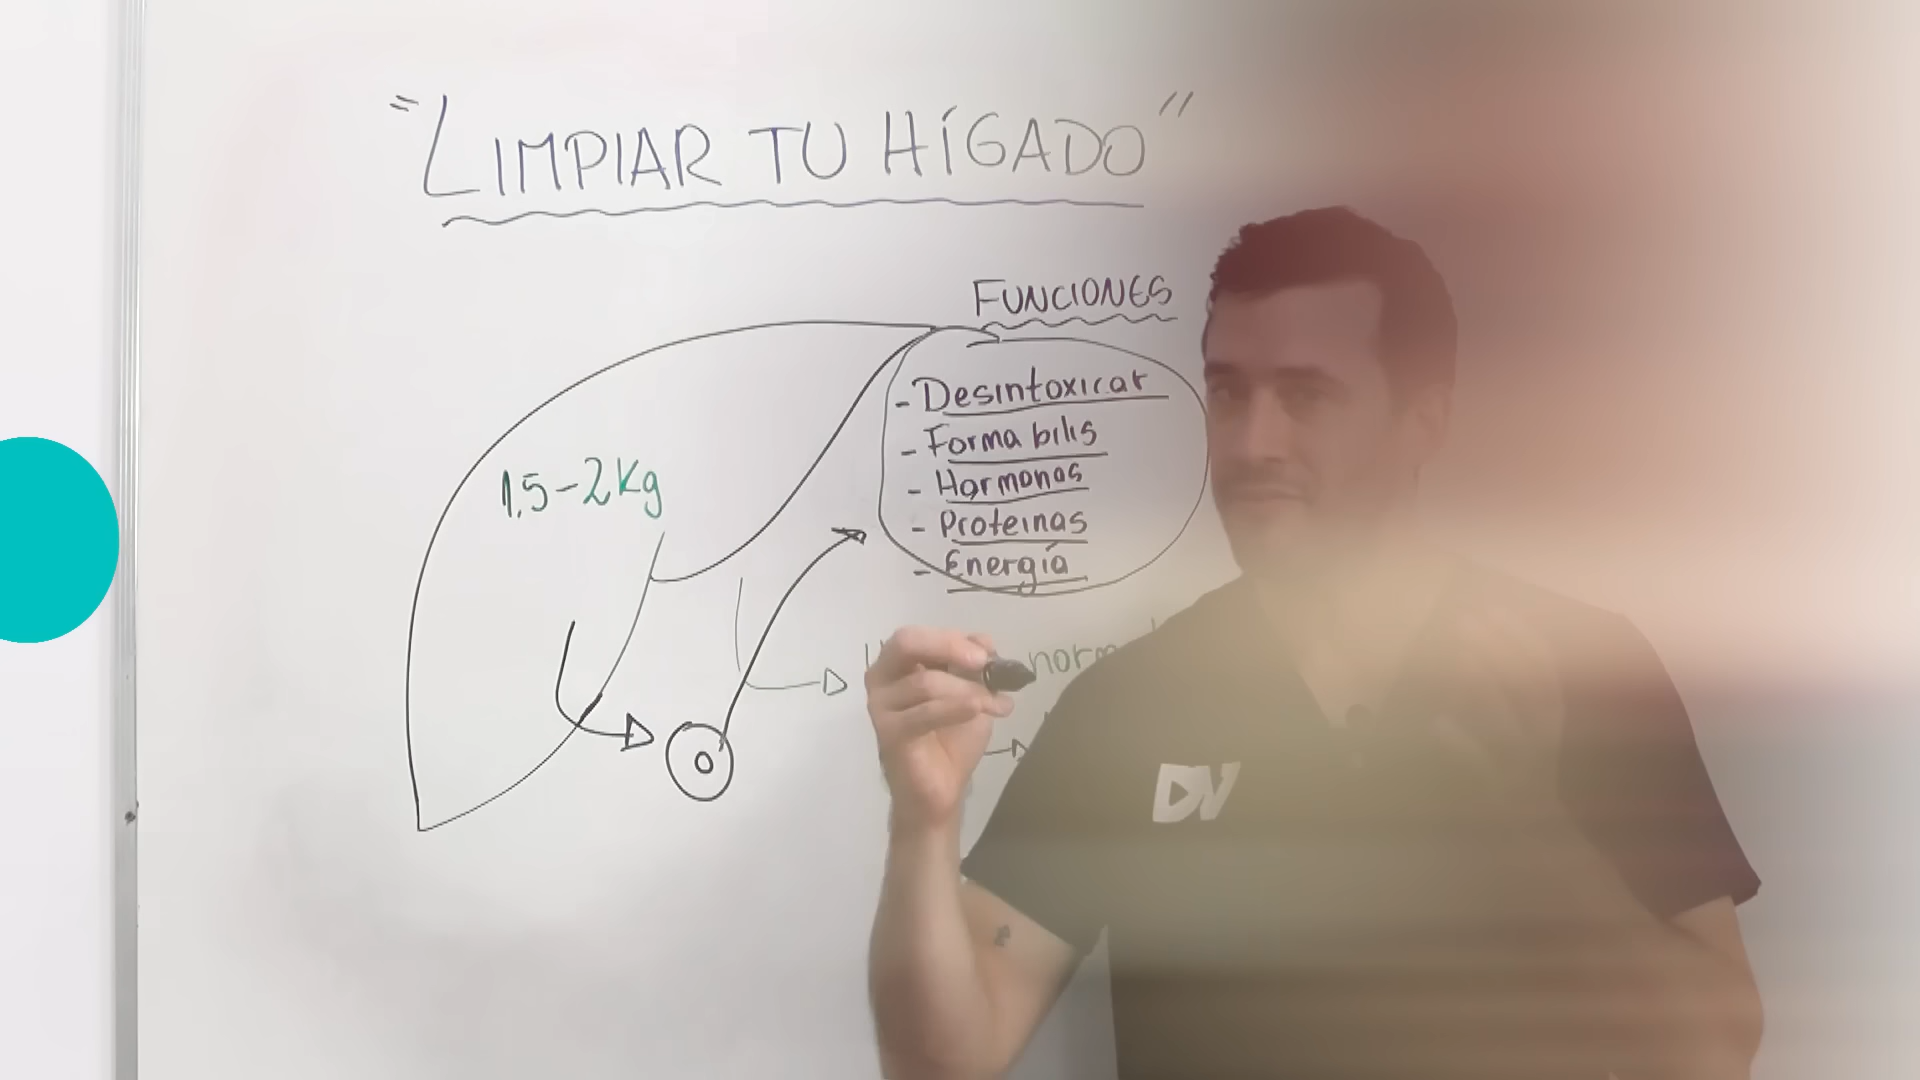 "LIMPIAR TU HÍGADO"
FUNCIONES
- Desintoxicar
- Forma bilis
- Hormonas
- Proteinas
- Energía
1,5-2Kg
DV